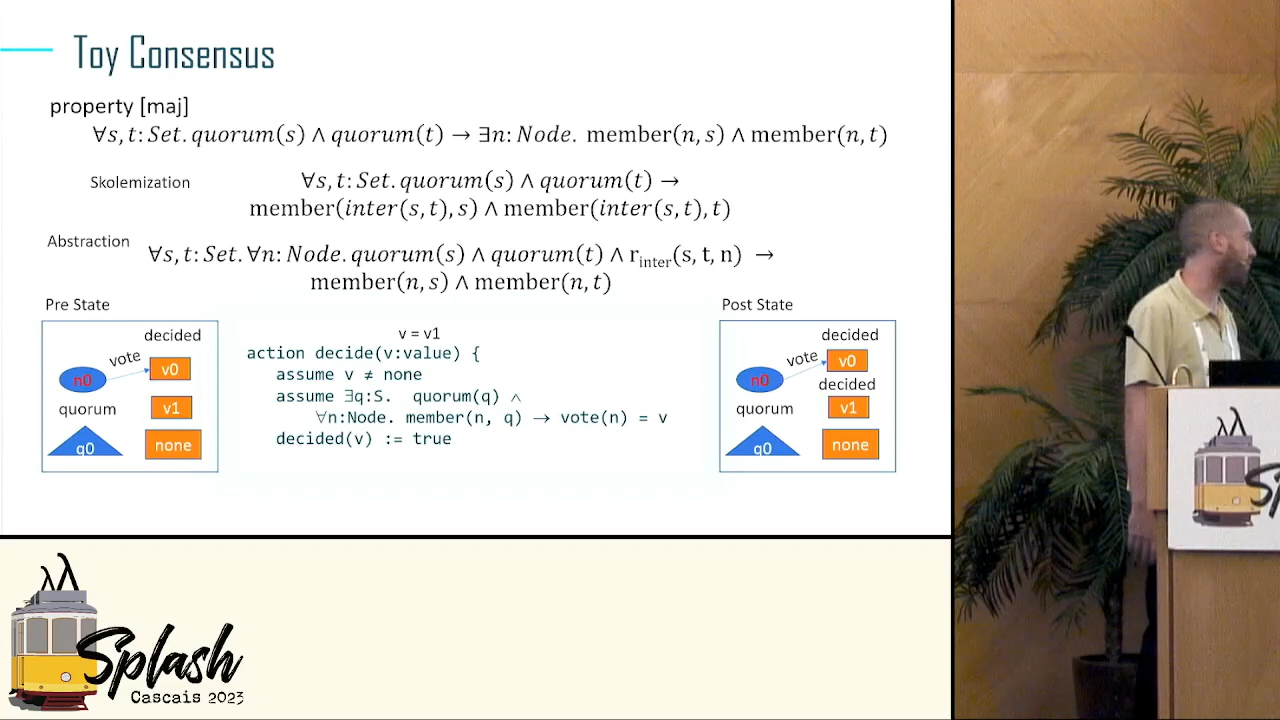 Toy Consensus
property [maj]
∀s,t: Set. quorum(s) ∧ quorum(t) → ∃n: Node. member(n, s) ∧ member(n, t)
Skolemization
∀s,t: Set. quorum(s) ∧ quorum(t) →
member(inter(s,t), s) ∧ member(inter(s,t), t)
Abstraction
∀s,t: Set. ∀n: Node. quorum(s) ∧ quorum(t) ∧ r_inter(s, t, n) →
member(n, s) ∧ member(n, t)
Pre State
decided
vote
n0
v0
quorum
v1
q0
none
v = v1
action decide(v:value) {
assume v ≠ none
assume ∃q:S. quorum(q) ∧
∀n:Node. member(n, q) → vote(n) = v
decided(v) := true
Post State
decided
vote
n0
v0
decided
quorum
v1
q0
none
Splash
Cascais 2023